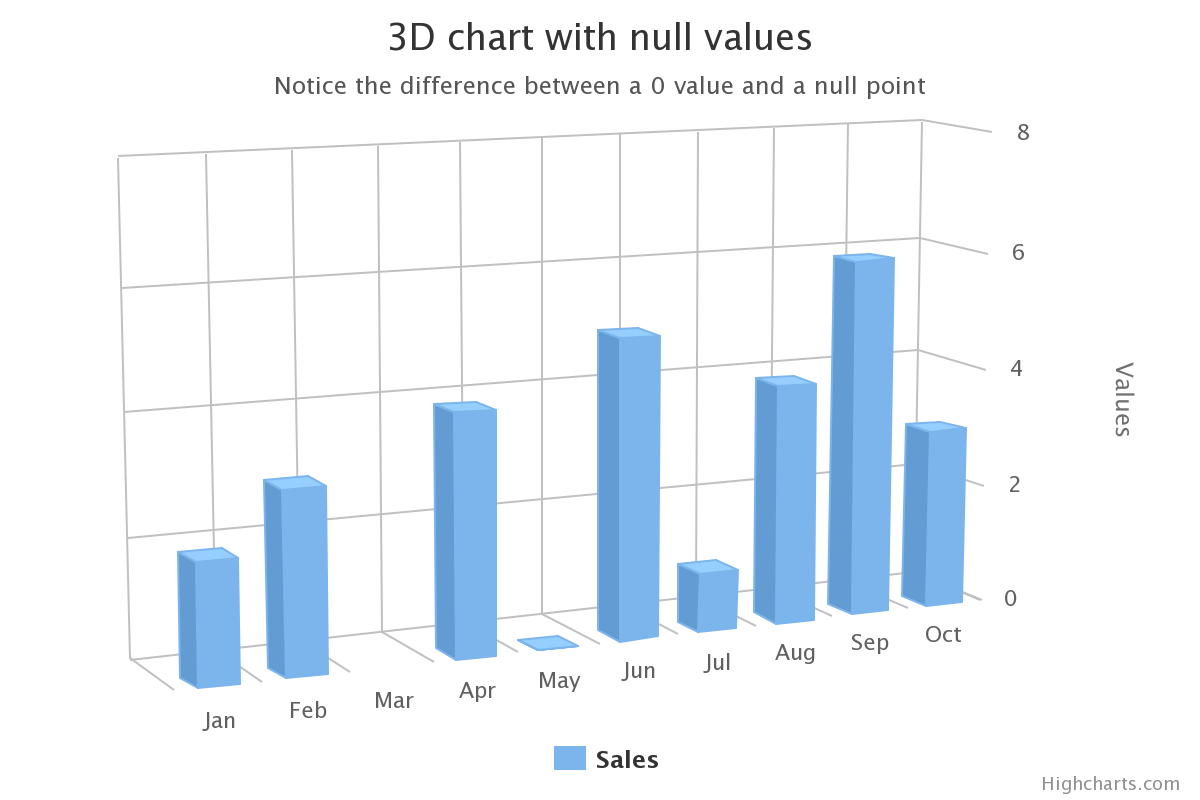 3D chart with null values
Notice the difference between a 0 value and a null point
8
6
4
2
0
Values
Jan
Feb
Mar
Apr
May
Jun
Jul
Aug
Sep
Oct
Sales
Highcharts.com